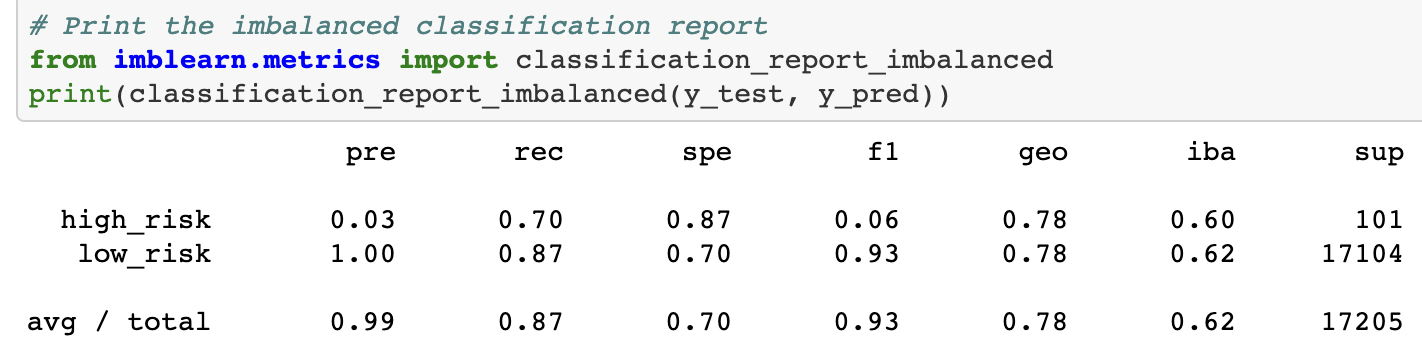 # Print the imbalanced classification report
from imblearn.metrics import classification_report_imbalanced
print(classification_report_imbalanced(y_test, y_pred))
pre rec spe f1 geo iba sup
high_risk 0.03 0.70 0.87 0.06 0.78 0.60 101
low_risk 1.00 0.87 0.70 0.93 0.78 0.62 17104
avg / total 0.99 0.87 0.70 0.93 0.78 0.62 17205